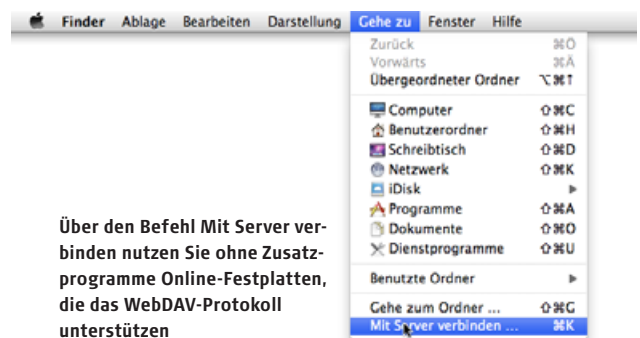 Finder Ablage Bearbeiten Darstellung Gehe zu Fenster Hilfe
Zurück ⌘Ö
Vorwärts ⌘Ä
Übergeordneter Ordner ⌥⌘↑
Computer ⇧⌘C
Benutzerordner ⇧⌘H
Schreibtisch ⇧⌘D
Netzwerk ⇧⌘K
iDisk ▶
Programme ⇧⌘A
Dokumente ⇧⌘O
Dienstprogramme ⇧⌘U
Benutzte Ordner ▶
Gehe zum Ordner ... ⇧⌘G
Mit Server verbinden ... ⌘K
Über den Befehl Mit Server ver-
binden nutzen Sie ohne Zusatz-
programme Online-Festplatten,
die das WebDAV-Protokoll
unterstützen